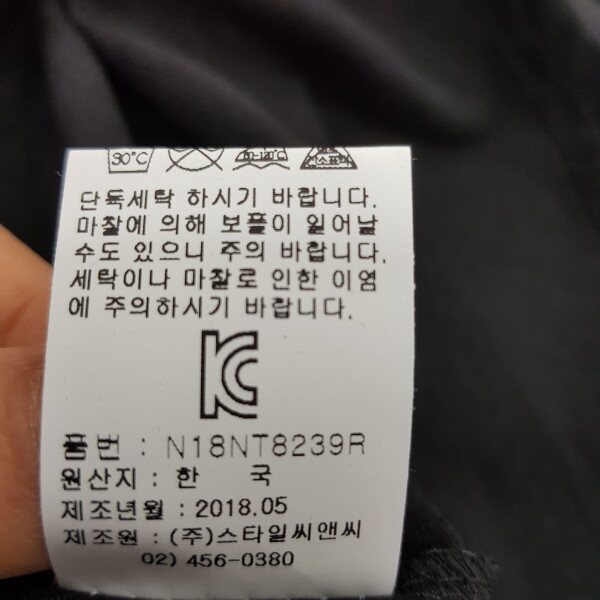 30°C 80~120°C
단둑세탁 하시기 바랍니다.
마찰에 의해 보풀이 일어날
수도 있으니 주의 바랍니다.
세탁이나 마찰로 인한 이염
에 주의하시기 바랍니다.
KC
품번 : N18NT8239R
원산지 : 한 국
제조년월 : 2018.05
제조원 : (주)스타일씨앤씨
02) 456-0380